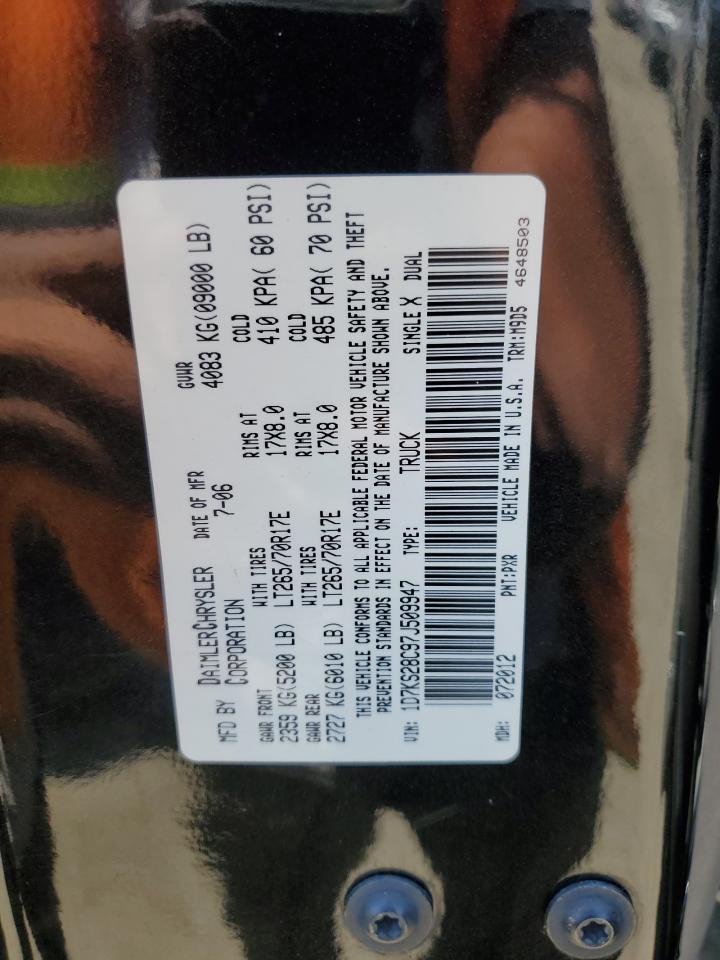 MFD BY DAIMLERCHRYSLER CORPORATION DATE OF MFR 7-06 GVWR 4083 KG(09000 LB)
GAWR FRONT WITH TIRES RIMS AT COLD
2359 KG(5200 LB) LT265/70R17E 17X8.0 410 KPA( 60 PSI)
GAWR REAR WITH TIRES RIMS AT COLD
2727 KG(6010 LB) LT265/70R17E 17X8.0 485 KPA( 70 PSI)
THIS VEHICLE CONFORMS TO ALL APPLICABLE FEDERAL MOTOR VEHICLE SAFETY AND THEFT
PREVENTION STANDARDS IN EFFECT ON THE DATE OF MANUFACTURE SHOWN ABOVE.
VIN: 1D7KS28C97J509947 TYPE: TRUCK SINGLE X DUAL
MDH: 072012 PNT:PXR VEHICLE MADE IN U.S.A. TRM:M9D5 4648503